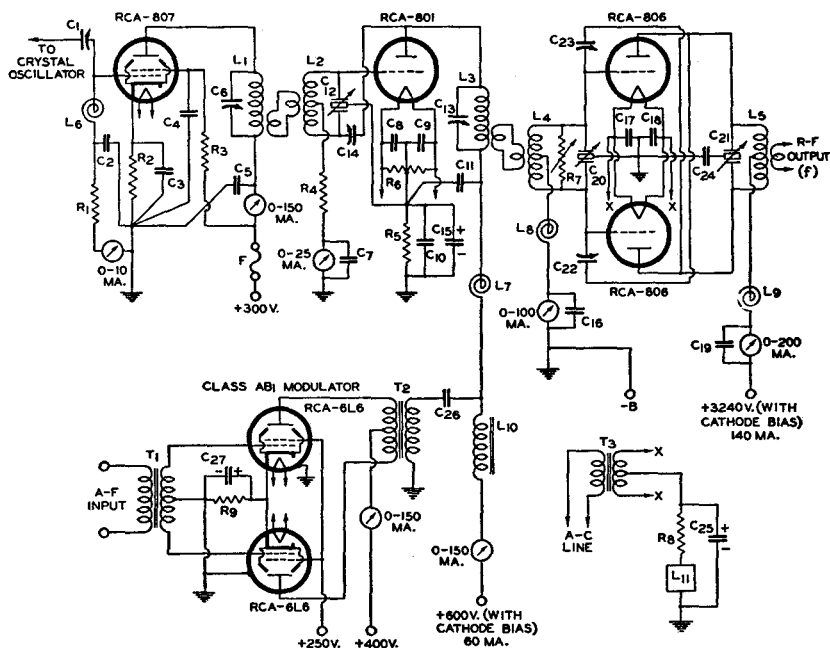 RCA-807
RCA-801
RCA-806
C1
TO
CRYSTAL
OSCILLATOR
L1
L2
L3
C23
C6
C12
C13
L4
C17
C18
C21
L5
L6
C4
C14
C8
C9
R-F
OUTPUT
(f)
C2
R2
R3
C5
R4
R6
C11
R7
C20
C24
X
X
R1
C3
0-150
MA.
R5
C10
C15
+
-
L8
C22
0-10
MA.
F
0-25
MA.
C7
L7
RCA-806
L9
+300V.
0-100
MA.
C16
0-200
MA.
C19
CLASS AB1 MODULATOR
RCA-6L6
T2
C26
-B
+3240V. (WITH
CATHODE BIAS)
140 MA.
L10
T1
C27
- +
A-F
INPUT
R9
0-150
MA.
0-150
MA.
T3
X
X
A-C
LINE
R8
C25
+
-
L11
RCA-6L6
+250V.
+400V.
+600V. (WITH
CATHODE BIAS)
60 MA.